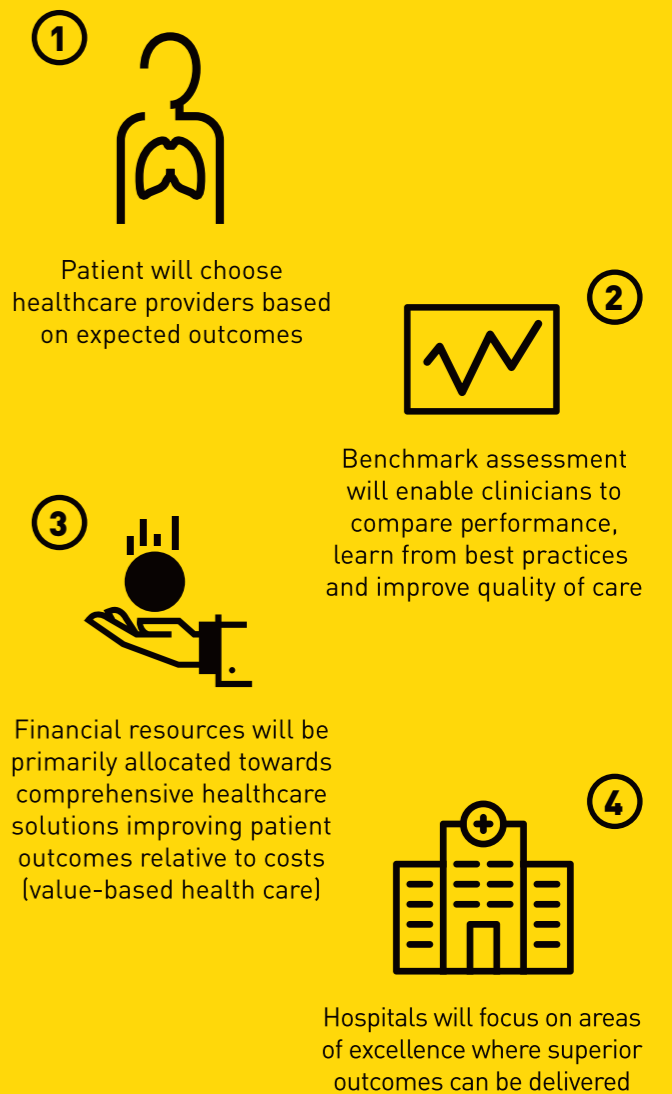 1
Patient will choose
healthcare providers based
on expected outcomes
2
Benchmark assessment
will enable clinicians to
compare performance,
learn from best practices
and improve quality of care
3
Financial resources will be
primarily allocated towards
comprehensive healthcare
solutions improving patient
outcomes relative to costs
(value-based health care)
4
Hospitals will focus on areas
of excellence where superior
outcomes can be delivered